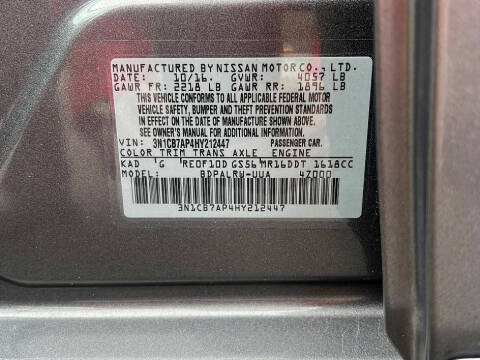 MANUFACTURED BY NISSAN MOTOR CO., LTD.
DATE: 10/16. GVWR: 4057 LB
GAWR FR: 2218 LB GAWR RR: 1896 LB
THIS VEHICLE CONFORMS TO ALL APPLICABLE FEDERAL MOTOR
VEHICLE SAFETY, BUMPER AND THEFT PREVENTION STANDARDS
IN EFFECT ON THE DATE OF MANUFACTURE SHOWN ABOVE.
SEE OWNER'S MANUAL FOR ADDITIONAL INFORMATION.
VIN: 3N1CB7AP4HY212447 PASSENGER CAR.
COLOR TRIM TRANS AXLE ENGINE
KAD 'G 'RE0F10D GS56'MR16DDT 1618CC
MODEL: BDPALRW-UUA 4Z000
3N1CB7AP4HY212447